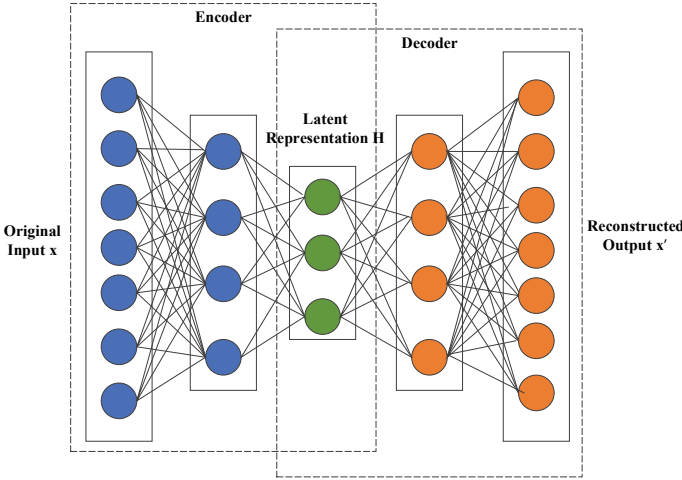 Encoder
Decoder
Latent
Representation H
Original
Input x
Reconstructed
Output x′